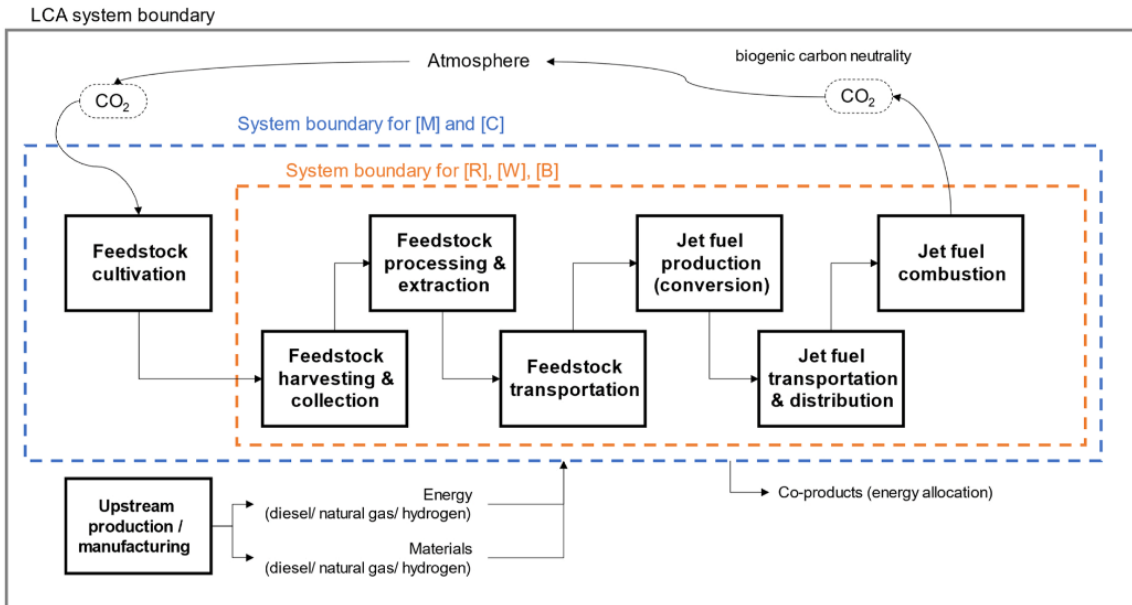 LCA system boundary
Atmosphere
biogenic carbon neutrality
CO2
CO2
System boundary for [M] and [C]
System boundary for [R], [W], [B]
Feedstock
cultivation
Feedstock
processing &
extraction
Jet fuel
production
(conversion)
Jet fuel
combustion
Feedstock
harvesting &
collection
Feedstock
transportation
Jet fuel
transportation
& distribution
Upstream
production /
manufacturing
Energy
(diesel/ natural gas/ hydrogen)
Materials
(diesel/ natural gas/ hydrogen)
Co-products (energy allocation)